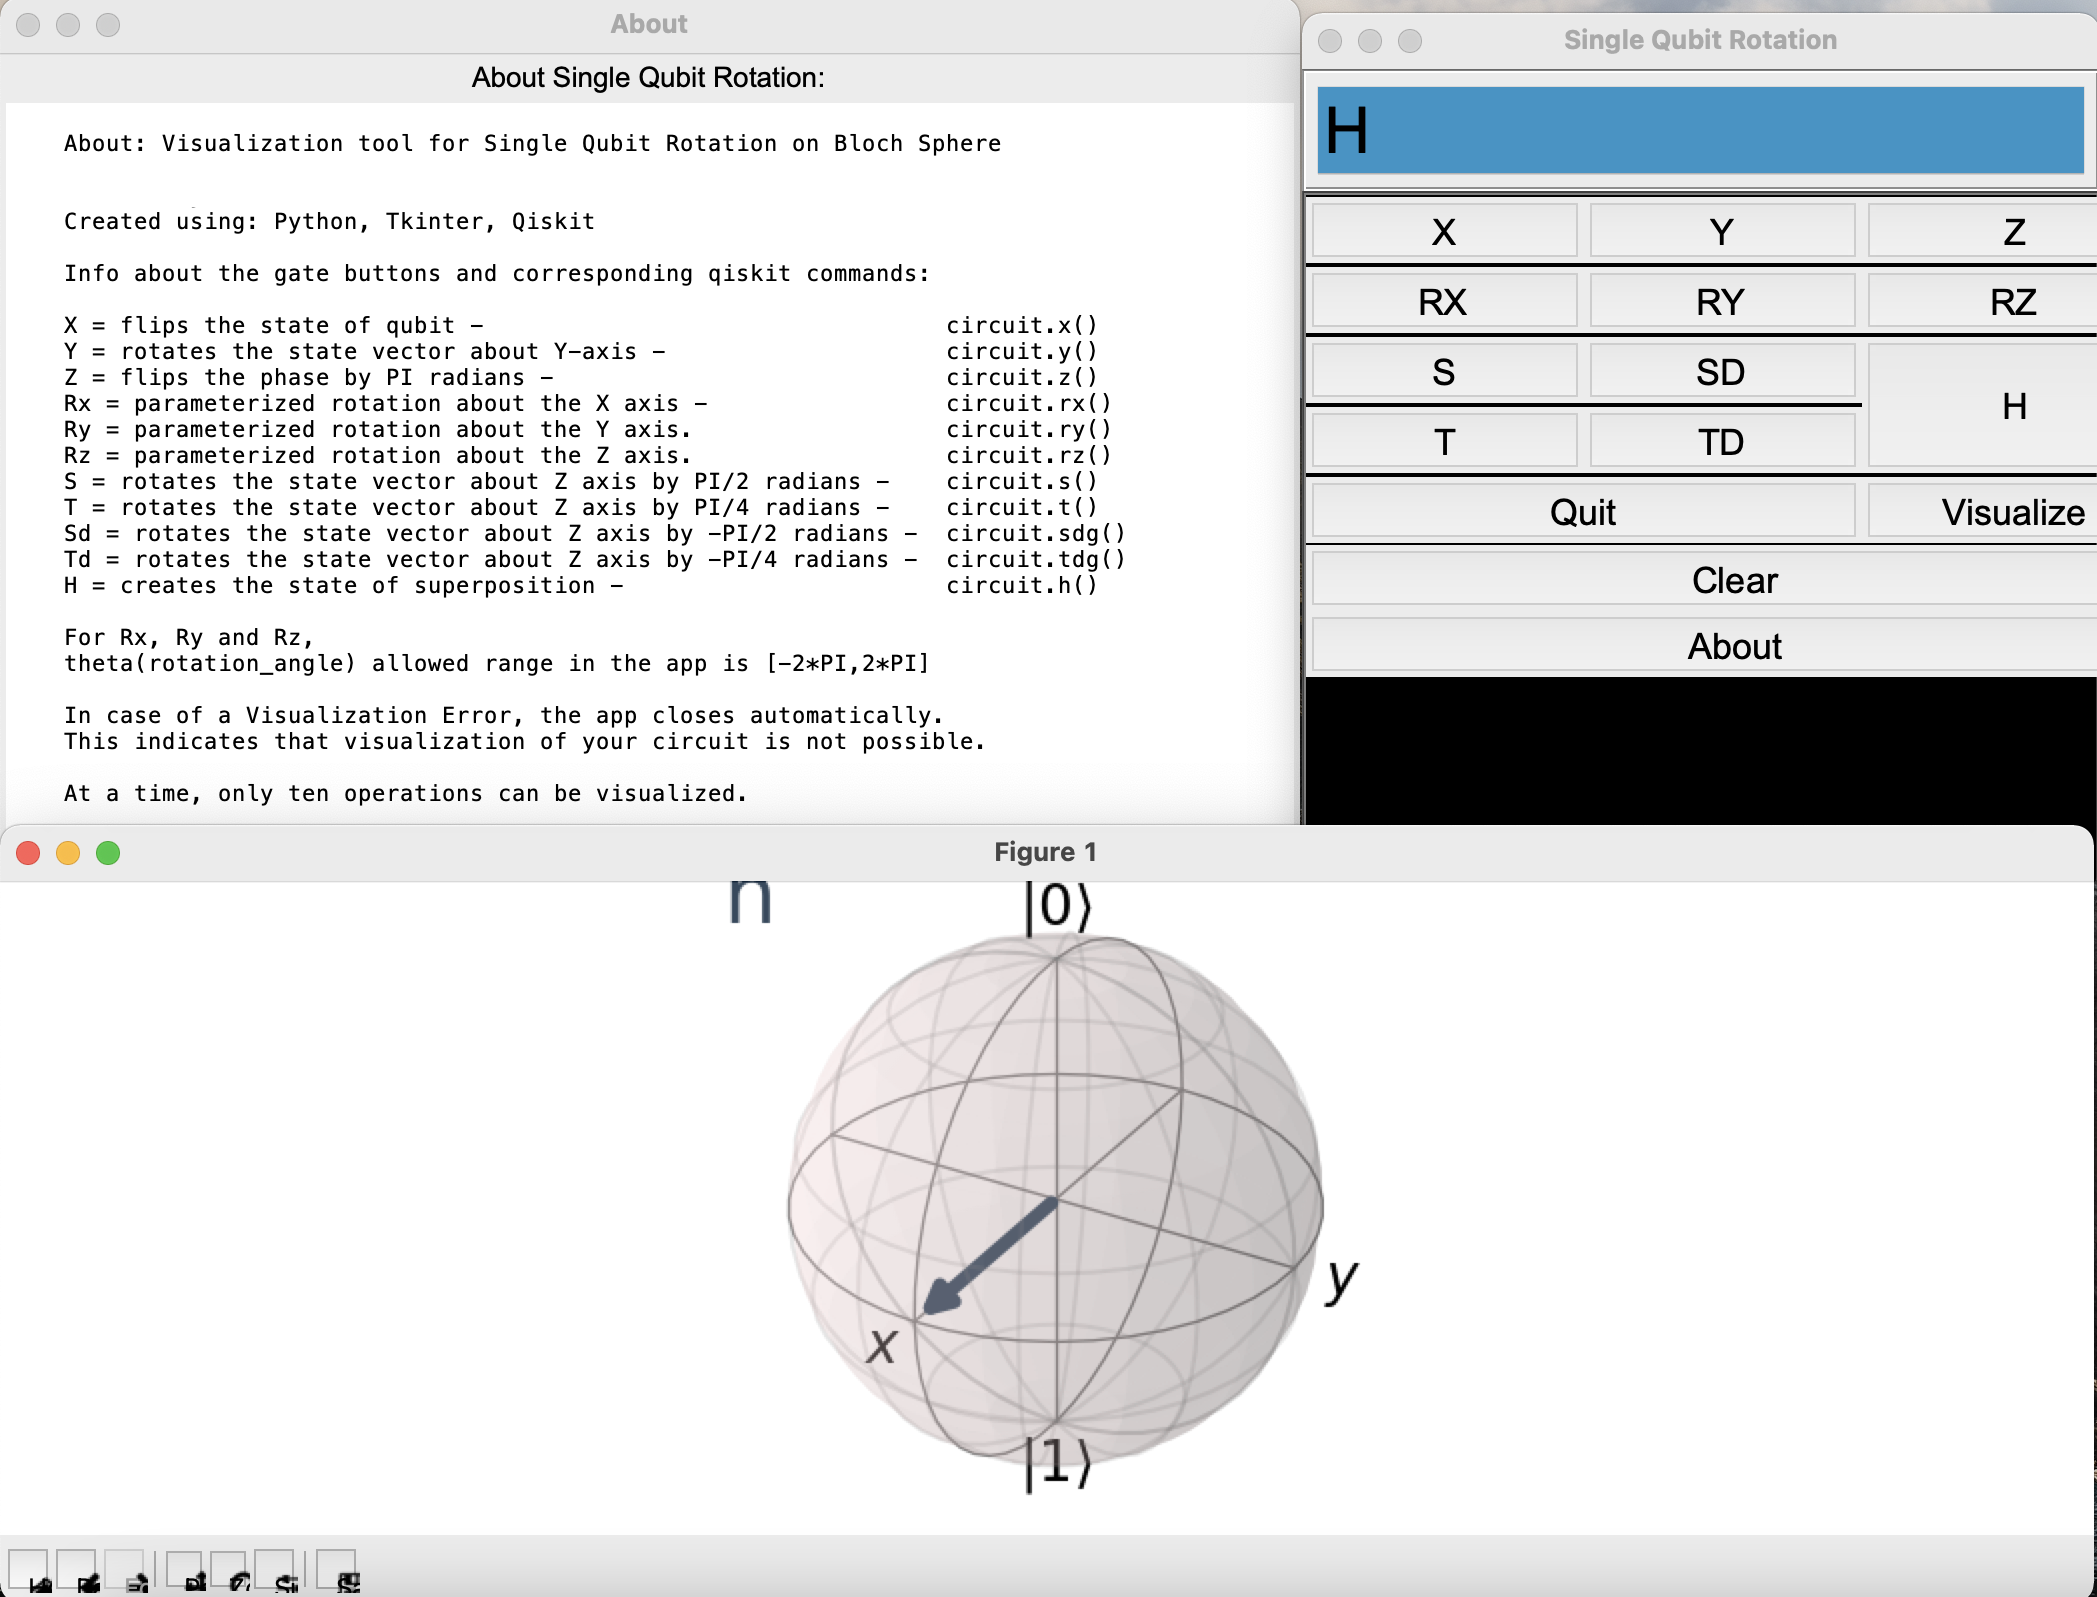 About
About Single Qubit Rotation:
About: Visualization tool for Single Qubit Rotation on Bloch Sphere
Created using: Python, Tkinter, Qiskit
Info about the gate buttons and corresponding qiskit commands:
X = flips the state of qubit – circuit.x()
Y = rotates the state vector about Y–axis – circuit.y()
Z = flips the phase by PI radians – circuit.z()
Rx = parameterized rotation about the X axis – circuit.rx()
Ry = parameterized rotation about the Y axis. circuit.ry()
Rz = parameterized rotation about the Z axis. circuit.rz()
S = rotates the state vector about Z axis by PI/2 radians – circuit.s()
T = rotates the state vector about Z axis by PI/4 radians – circuit.t()
Sd = rotates the state vector about Z axis by –PI/2 radians – circuit.sdg()
Td = rotates the state vector about Z axis by –PI/4 radians – circuit.tdg()
H = creates the state of superposition – circuit.h()
For Rx, Ry and Rz,
theta(rotation_angle) allowed range in the app is [–2*PI,2*PI]
In case of a Visualization Error, the app closes automatically.
This indicates that visualization of your circuit is not possible.
At a time, only ten operations can be visualized.
Single Qubit Rotation
H
X Y Z
RX RY RZ
S SD H
T TD
Quit Visualize
Clear
About
Figure 1
|0⟩
y
x
|1⟩